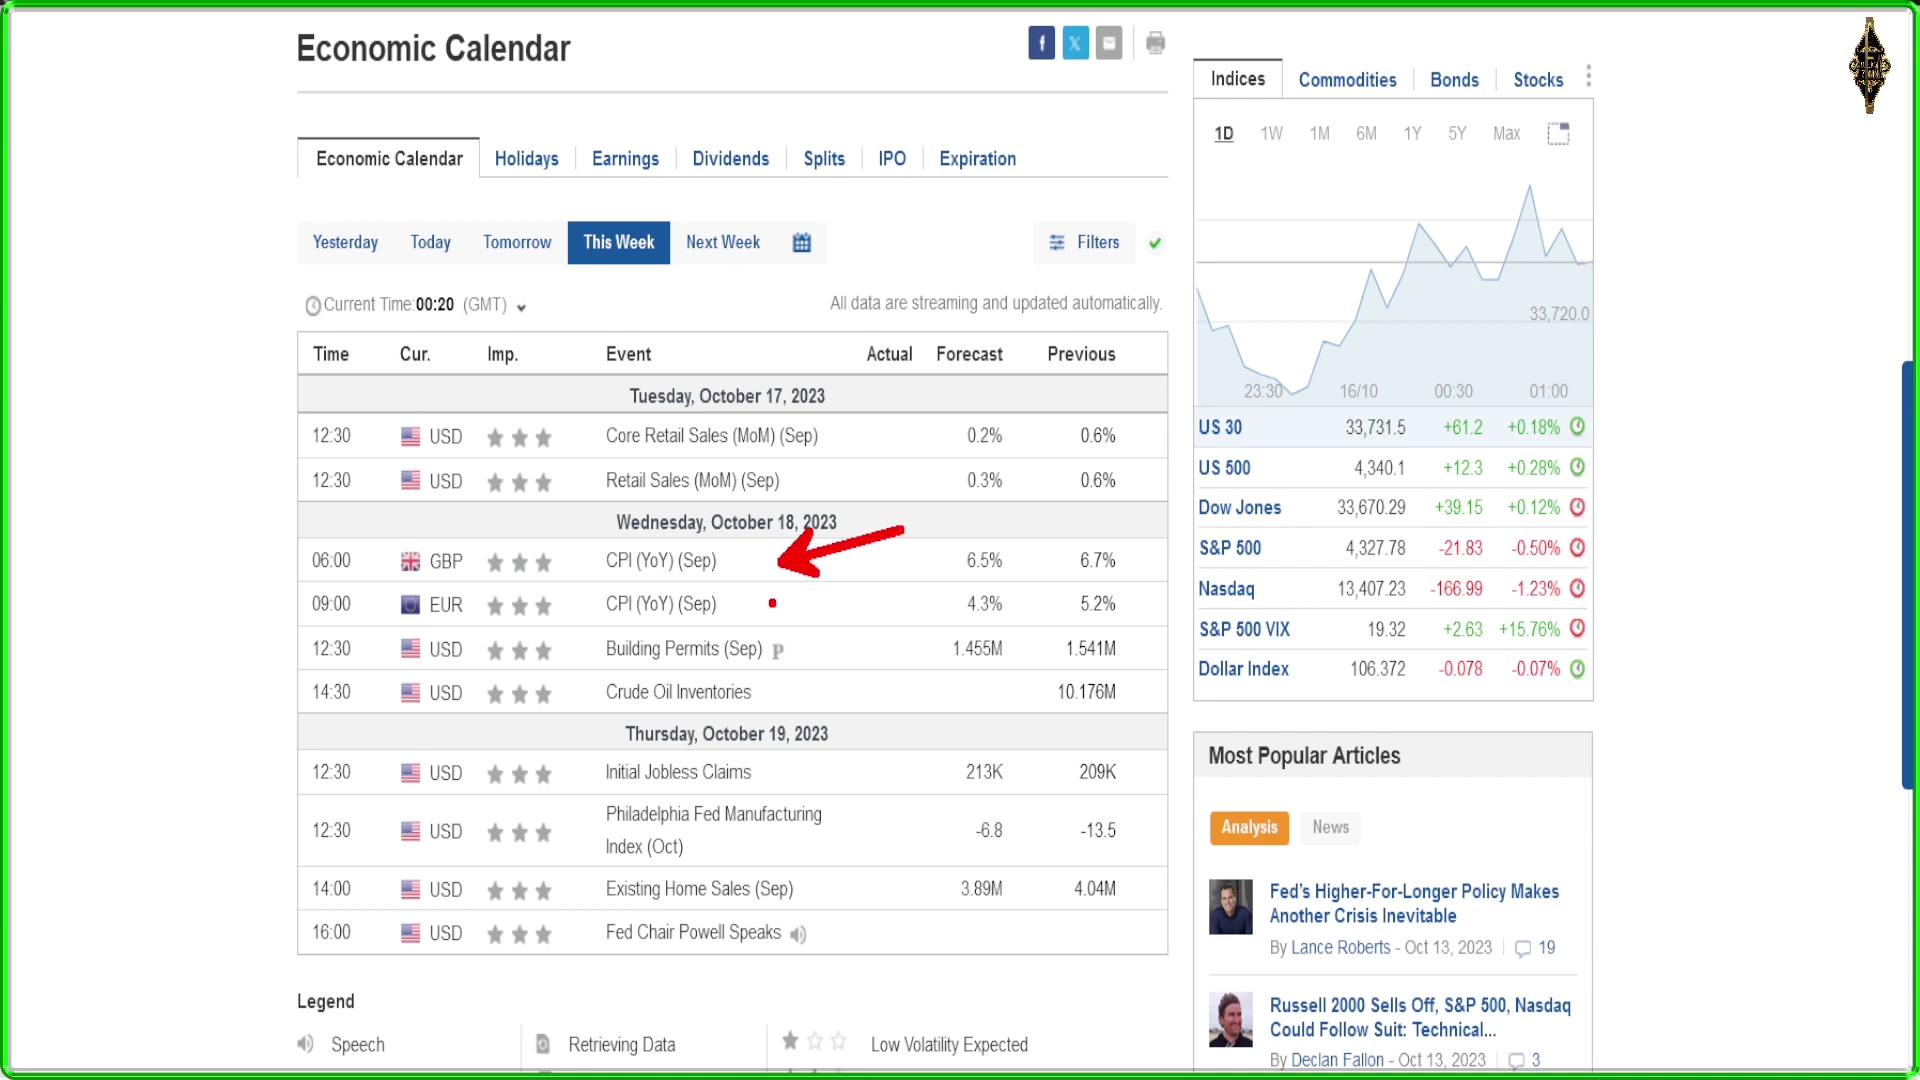 Economic Calendar
Economic Calendar Holidays Earnings Dividends Splits IPO Expiration
Yesterday Today Tomorrow This Week Next Week Filters
Current Time:00:20 (GMT) All data are streaming and updated automatically.
Time Cur. Imp. Event Actual Forecast Previous
Tuesday, October 17, 2023
12:30 USD Core Retail Sales (MoM) (Sep) 0.2% 0.6%
12:30 USD Retail Sales (MoM) (Sep) 0.3% 0.6%
Wednesday, October 18, 2023
06:00 GBP CPI (YoY) (Sep) 6.5% 6.7%
09:00 EUR CPI (YoY) (Sep) 4.3% 5.2%
12:30 USD Building Permits (Sep) P 1.455M 1.541M
14:30 USD Crude Oil Inventories 10.176M
Thursday, October 19, 2023
12:30 USD Initial Jobless Claims 213K 209K
12:30 USD Philadelphia Fed Manufacturing
Index (Oct) -6.8 -13.5
14:00 USD Existing Home Sales (Sep) 3.89M 4.04M
16:00 USD Fed Chair Powell Speaks
Legend
Speech Retrieving Data Low Volatility Expected
Indices Commodities Bonds Stocks
1D 1W 1M 6M 1Y 5Y Max
33,720.0
23:30 16/10 00:30 01:00
US 30 33,731.5 +61.2 +0.18%
US 500 4,340.1 +12.3 +0.28%
Dow Jones 33,670.29 +39.15 +0.12%
S&P 500 4,327.78 -21.83 -0.50%
Nasdaq 13,407.23 -166.99 -1.23%
S&P 500 VIX 19.32 +2.63 +15.76%
Dollar Index 106.372 -0.078 -0.07%
Most Popular Articles
Analysis News
Fed's Higher-For-Longer Policy Makes
Another Crisis Inevitable
By Lance Roberts - Oct 13, 2023 19
Russell 2000 Sells Off, S&P 500, Nasdaq
Could Follow Suit: Technical...
By Declan Fallon - Oct 13, 2023 3